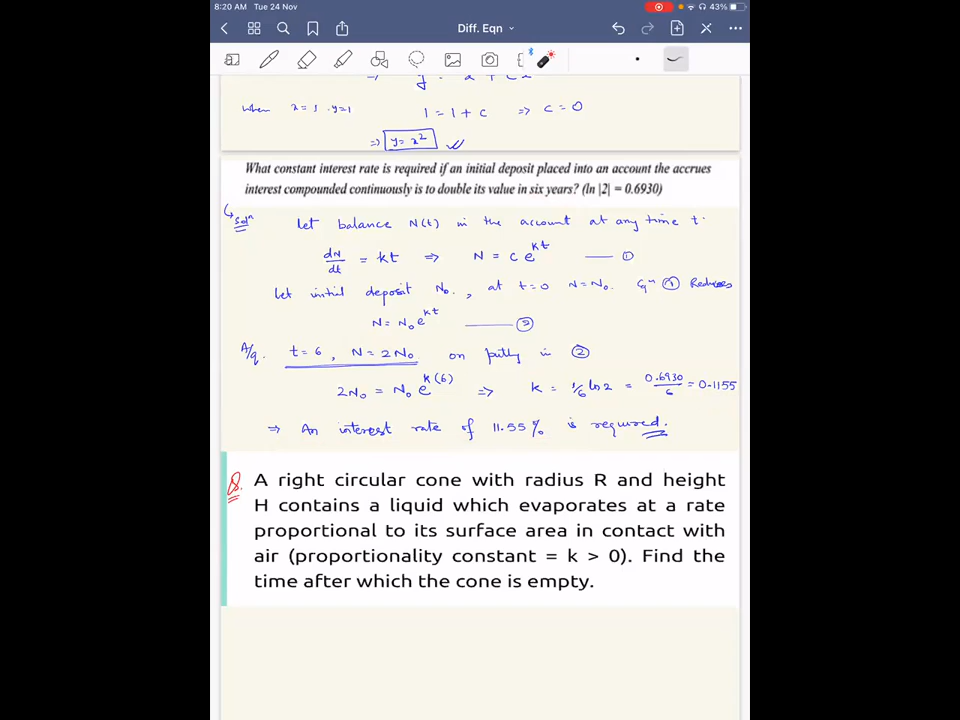 8:20 AM Tue 24 Nov 43%
Diff. Eqn
When x = 1 . y=1 1 = 1 + c => c = 0
=> y = x²
What constant interest rate is required if an initial deposit placed into an account the accrues
interest compounded continuously is to double its value in six years? (ln |2| = 0.6930)
Solⁿ let balance N(t) in the account at any time t.
dN/dt = kt => N = c e^{kt} —— ①
let initial deposit N₀ , at t=0 N=N₀. Eqⁿ ① Reduces
N = N₀ e^{kt} —— ②
A/q. t=6 , N = 2N₀ on putty in ②
2N₀ = N₀ e^{k(6)} => k = 1/6 ln2 = 0.6930/6 = 0.1155
=> An interest rate of 11.55% is required.
Q. A right circular cone with radius R and height
H contains a liquid which evaporates at a rate
proportional to its surface area in contact with
air (proportionality constant = k > 0). Find the
time after which the cone is empty.